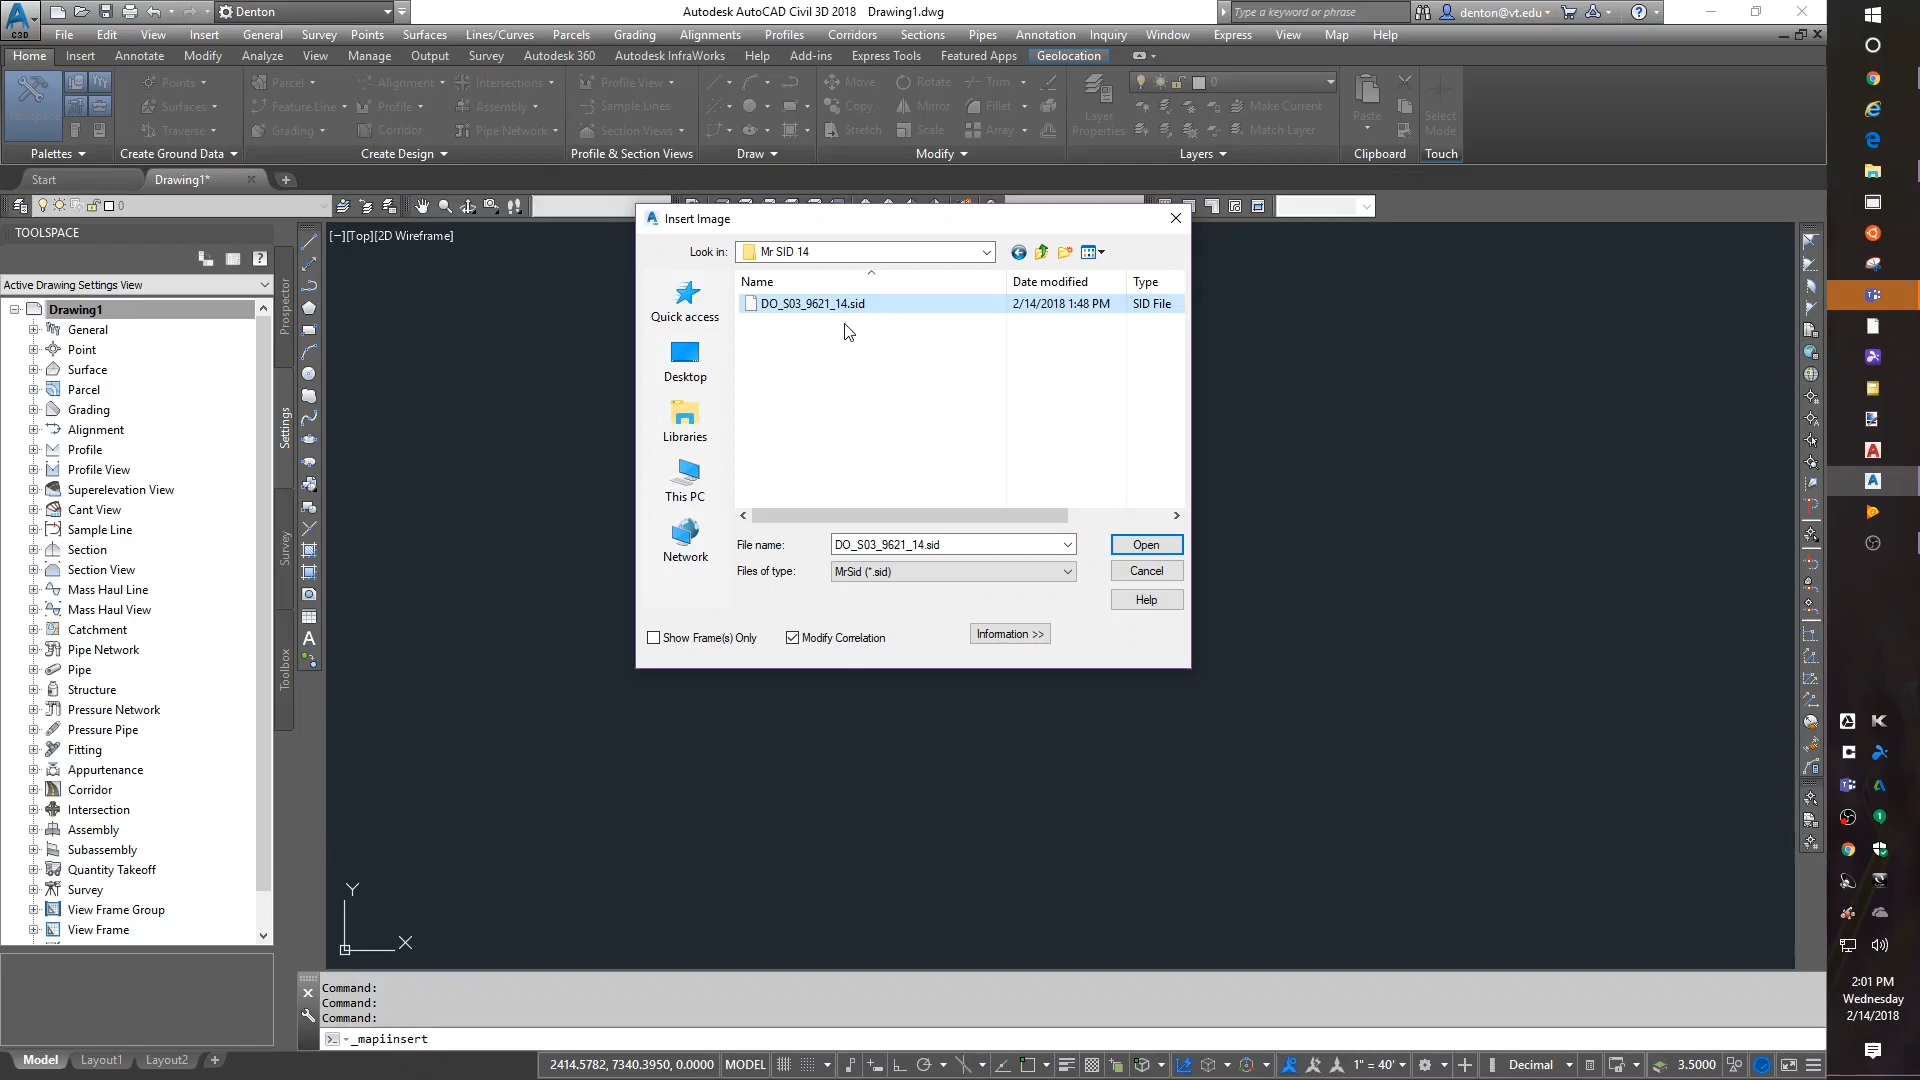 Denton
Autodesk AutoCAD Civil 3D 2018 Drawing1.dwg
Type a keyword or phrase
denton@vt.edu
C3D
File Edit View Insert General Survey Points Surfaces Lines/Curves Parcels Grading Alignments Profiles Corridors Sections Pipes Annotation Inquiry Window Express View Map Help
Home Insert Annotate Modify Analyze View Manage Output Survey Autodesk 360 Autodesk InfraWorks Help Add-ins Express Tools Featured Apps Geolocation
Toolspace
Points
Surfaces
Traverse
Parcel
Feature Line
Grading
Alignment
Profile
Corridor
Intersections
Assembly
Pipe Network
Profile View
Sample Lines
Section Views
Move
Copy
Stretch
Rotate
Mirror
Scale
Trim
Fillet
Array
Layer
Properties
0
Make Current
Match Layer
Paste
Select
Mode
Palettes Create Ground Data Create Design Profile & Section Views Draw Modify Layers Clipboard Touch
Start Drawing1*
0
TOOLSPACE
Active Drawing Settings View
Drawing1
General
Point
Surface
Parcel
Grading
Alignment
Profile
Profile View
Superelevation View
Cant View
Sample Line
Section
Section View
Mass Haul Line
Mass Haul View
Catchment
Pipe Network
Pipe
Structure
Pressure Network
Pressure Pipe
Fitting
Appurtenance
Corridor
Intersection
Assembly
Subassembly
Quantity Takeoff
Survey
View Frame Group
View Frame
Prospector
Settings
Survey
Toolbox
[−][Top][2D Wireframe]
Insert Image
Look in: Mr SID 14
Name Date modified Type
DO_S03_9621_14.sid 2/14/2018 1:48 PM SID File
Quick access
Desktop
Libraries
This PC
Network
File name: DO_S03_9621_14.sid Open
Files of type: MrSid (*.sid) Cancel
Help
Show Frame(s) Only Modify Correlation Information >>
Y
X
Command:
Command:
Command:
_mapiinsert
Model Layout1 Layout2
2414.5782, 7340.3950, 0.0000 MODEL 1" = 40' Decimal 3.5000
2:01 PM
Wednesday
2/14/2018